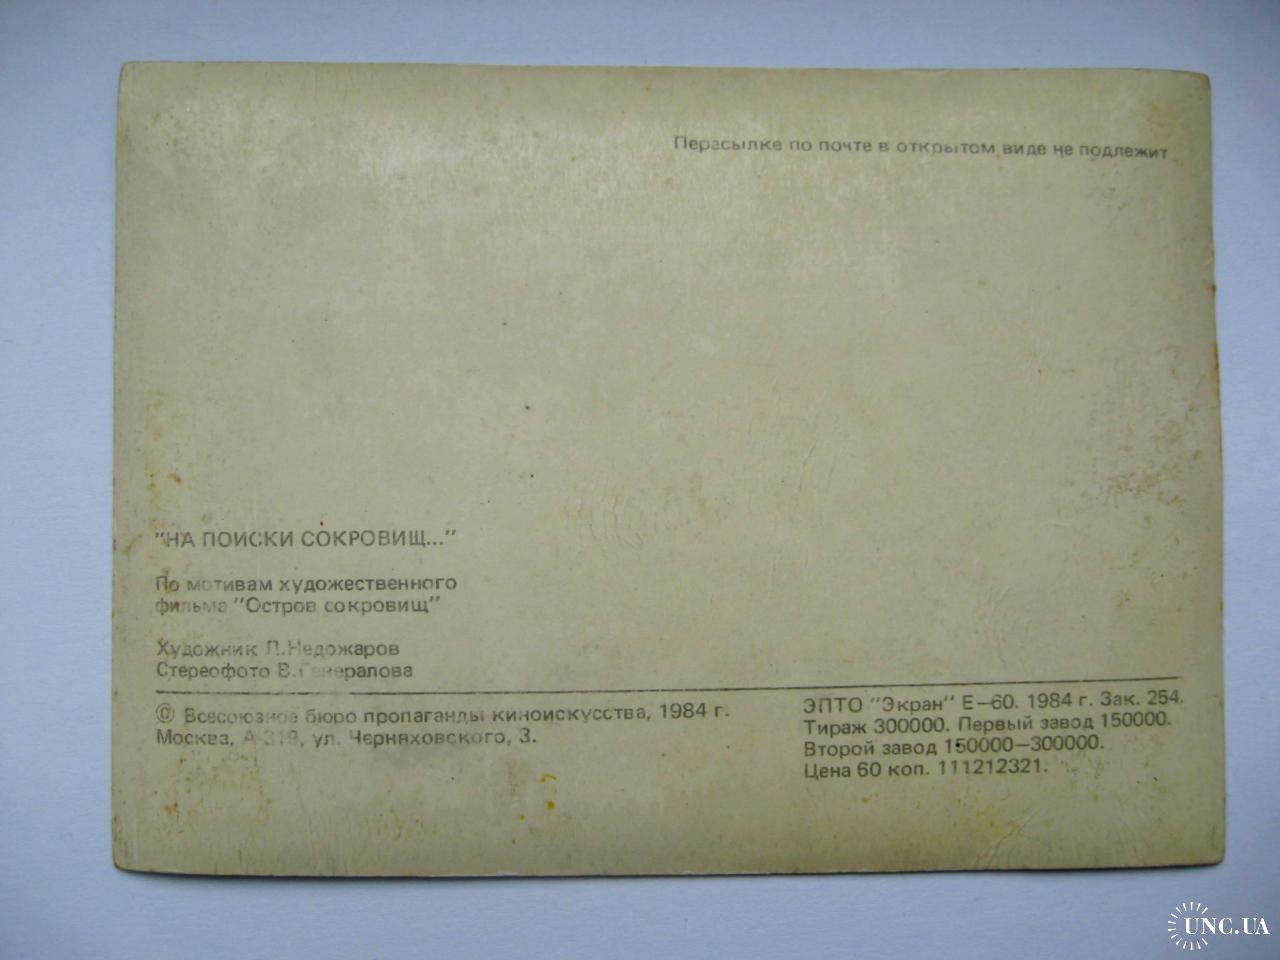 Пересылке по почте в открытом виде не подлежит
"НА ПОИСКИ СОКРОВИЩ..."
По мотивам художественного
фильма "Остров сокровищ"
Художник Л.Недожаров
Стереофото В.Генералова
© Всесоюзное бюро пропаганды киноискусства, 1984 г.
Москва, А-319, ул. Черняховского, 3.
ЭПТО "Экран" Е—60. 1984 г. Зак. 254.
Тираж 300000. Первый завод 150000.
Второй завод 150000—300000.
Цена 60 коп. 111212321.
UNC.UA